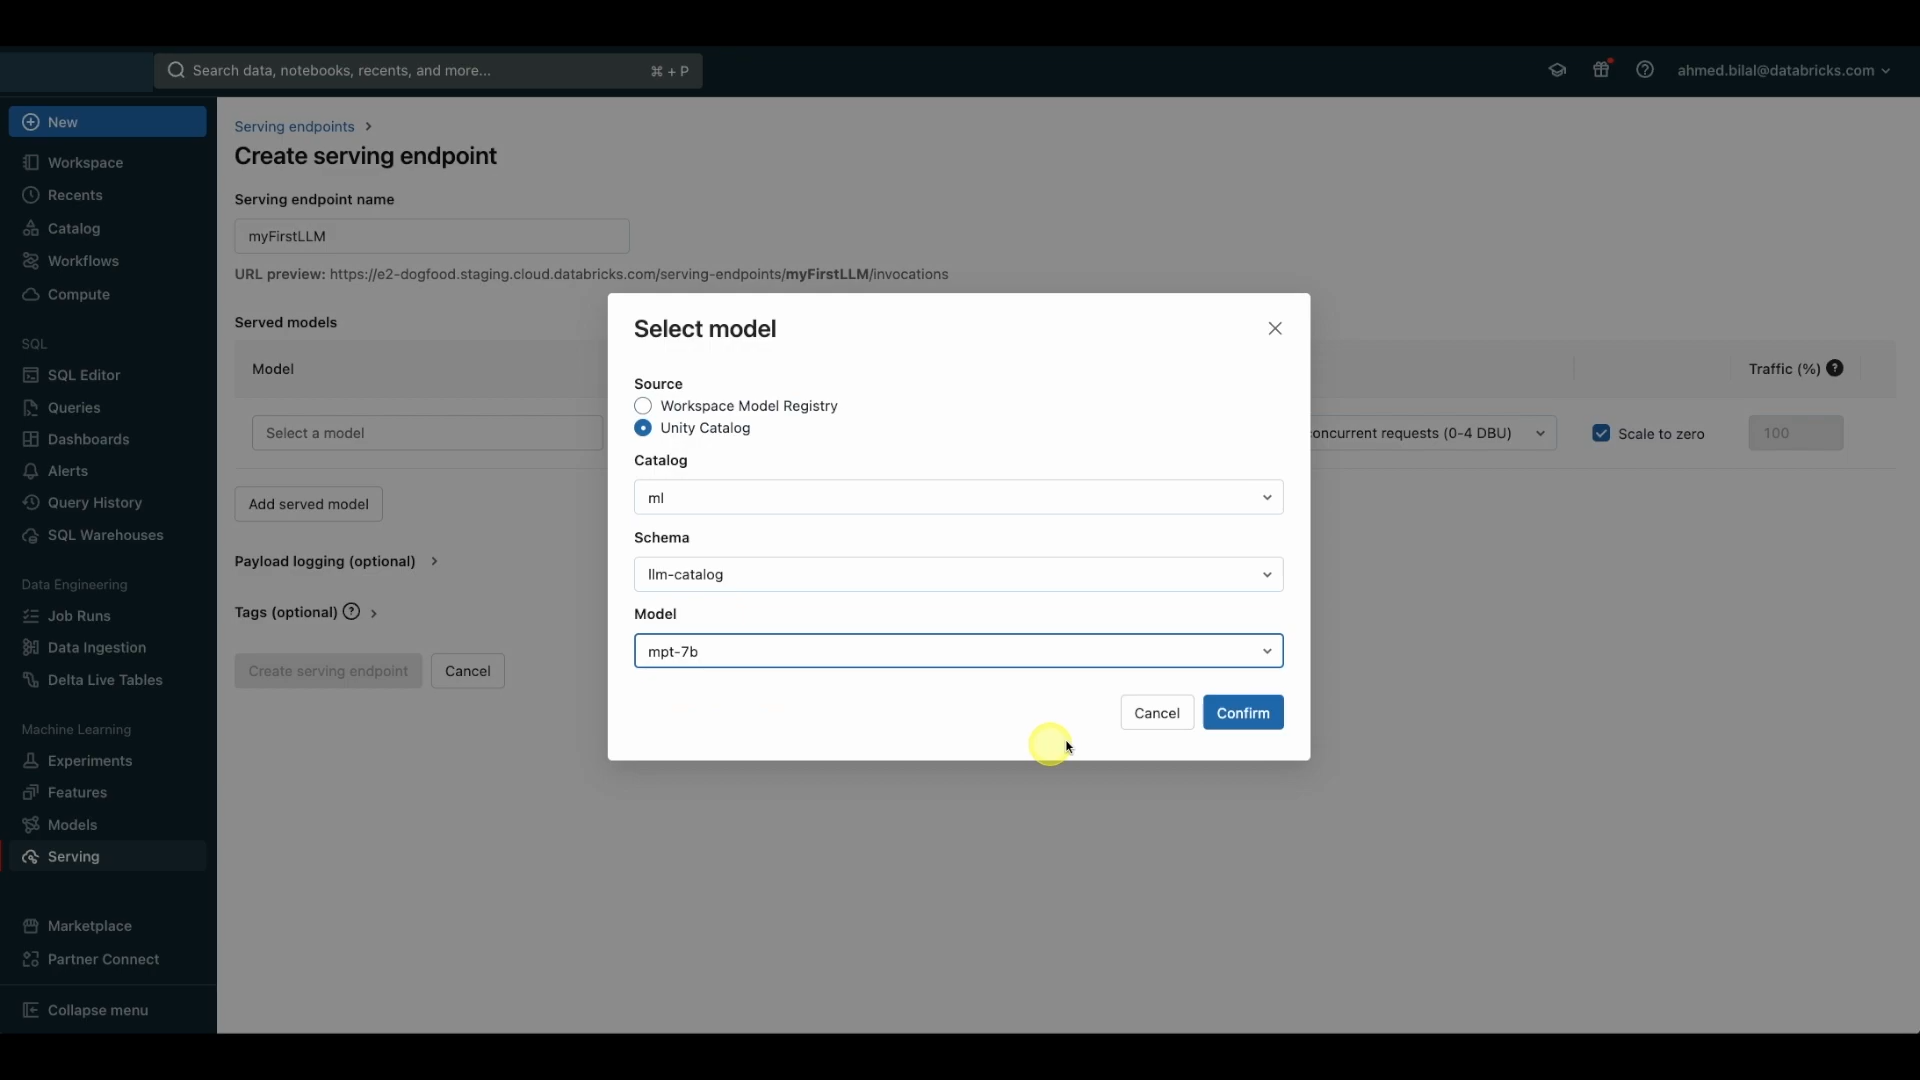 Search data, notebooks, recents, and more...
⌘ + P
ahmed.bilal@databricks.com
New
Workspace
Recents
Catalog
Workflows
Compute
SQL
SQL Editor
Queries
Dashboards
Alerts
Query History
SQL Warehouses
Data Engineering
Job Runs
Data Ingestion
Delta Live Tables
Machine Learning
Experiments
Features
Models
Serving
Marketplace
Partner Connect
Collapse menu
Serving endpoints >
Create serving endpoint
Serving endpoint name
myFirstLLM
URL preview: https://e2-dogfood.staging.cloud.databricks.com/serving-endpoints/myFirstLLM/invocations
Served models
Model
Traffic (%) ?
Select a model
concurrent requests (0-4 DBU)
Scale to zero
100
Add served model
Payload logging (optional) >
Tags (optional) ? >
Create serving endpoint
Cancel
Select model
Source
Workspace Model Registry
Unity Catalog
Catalog
ml
Schema
llm-catalog
Model
mpt-7b
Cancel
Confirm